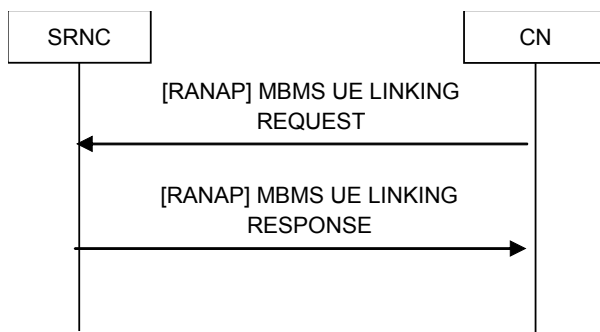 SRNC
CN
[RANAP] MBMS UE LINKING
REQUEST
[RANAP] MBMS UE LINKING
RESPONSE